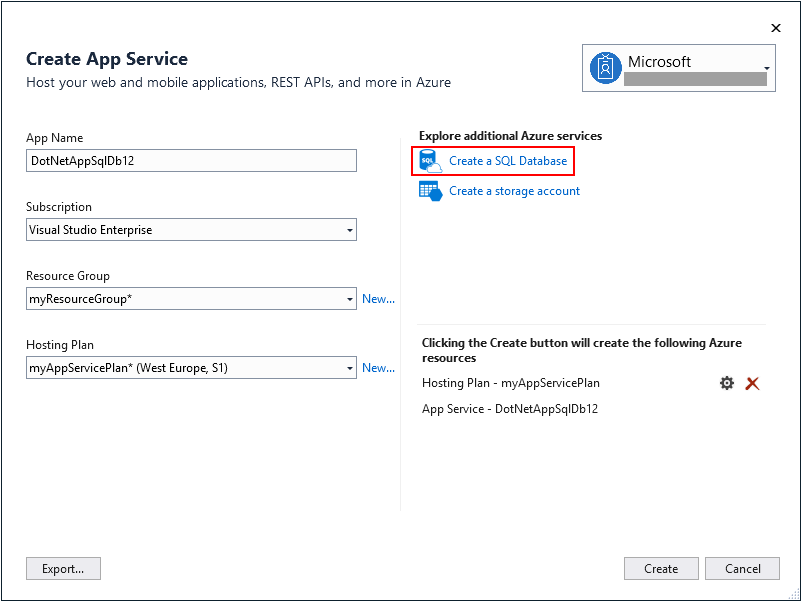 Create App Service
Host your web and mobile applications, REST APIs, and more in Azure
Microsoft
App Name
DotNetAppSqlDb12
Subscription
Visual Studio Enterprise
Resource Group
myResourceGroup*
New...
Hosting Plan
myAppServicePlan* (West Europe, S1)
New...
Explore additional Azure services
SQL
Create a SQL Database
Create a storage account
Clicking the Create button will create the following Azure
resources
Hosting Plan - myAppServicePlan
App Service - DotNetAppSqlDb12
Export...
Create
Cancel